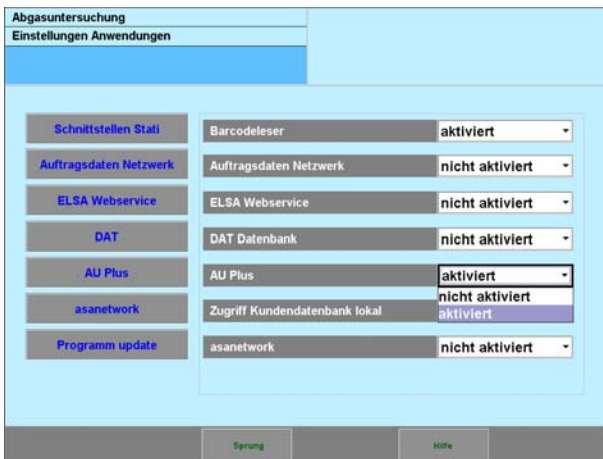 Abgasuntersuchung
Einstellungen Anwendungen
Schnittstellen Stati
Barcodeleser
aktiviert
Auftragsdaten Netzwerk
Auftragsdaten Netzwerk
nicht aktiviert
ELSA Webservice
ELSA Webservice
nicht aktiviert
DAT
DAT Datenbank
nicht aktiviert
AU Plus
AU Plus
aktiviert
nicht aktiviert
aktiviert
asanetwork
Zugriff Kundendatenbank lokal
Programm update
asanetwork
nicht aktiviert
Sprung
Hilfe